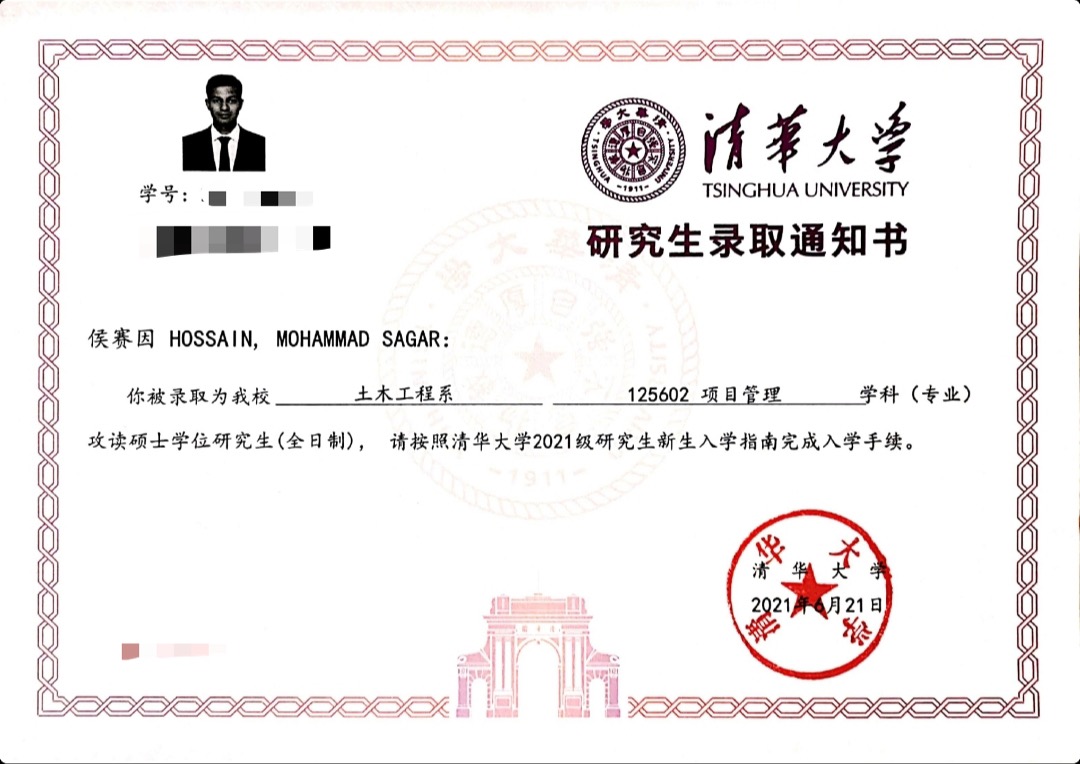 清華大学
TSINGHUA UNIVERSITY
TSINGHUA UNIVERSITY
-1911-
研究生录取通知书
学号：
侯赛因 HOSSAIN, MOHAMMAD SAGAR:
你被录取为我校 土木工程系 125602 项目管理 学科（专业）
攻读硕士学位研究生(全日制)， 请按照清华大学2021级研究生新生入学指南完成入学手续。
-1911-
清华大学
清 华 大 学
2021年6月21日